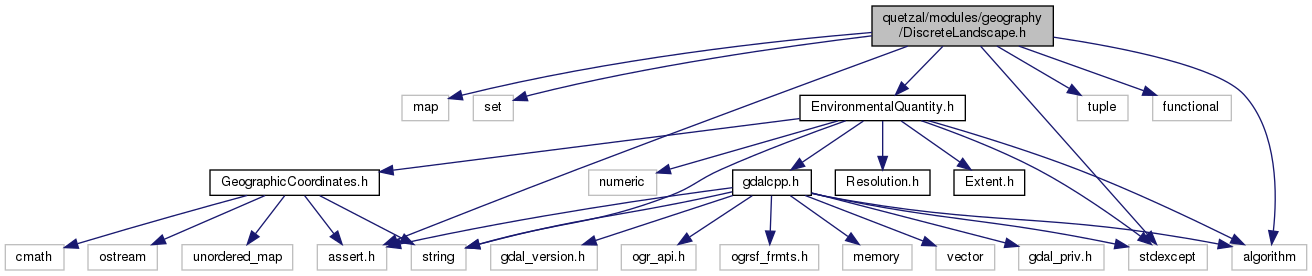 quetzal/modules/geography
/DiscreteLandscape.h
map
set
EnvironmentalQuantity.h
tuple
functional
GeographicCoordinates.h
numeric
gdalcpp.h
Resolution.h
Extent.h
cmath
ostream
unordered_map
assert.h
string
gdal_version.h
ogr_api.h
ogrsf_frmts.h
memory
vector
gdal_priv.h
stdexcept
algorithm